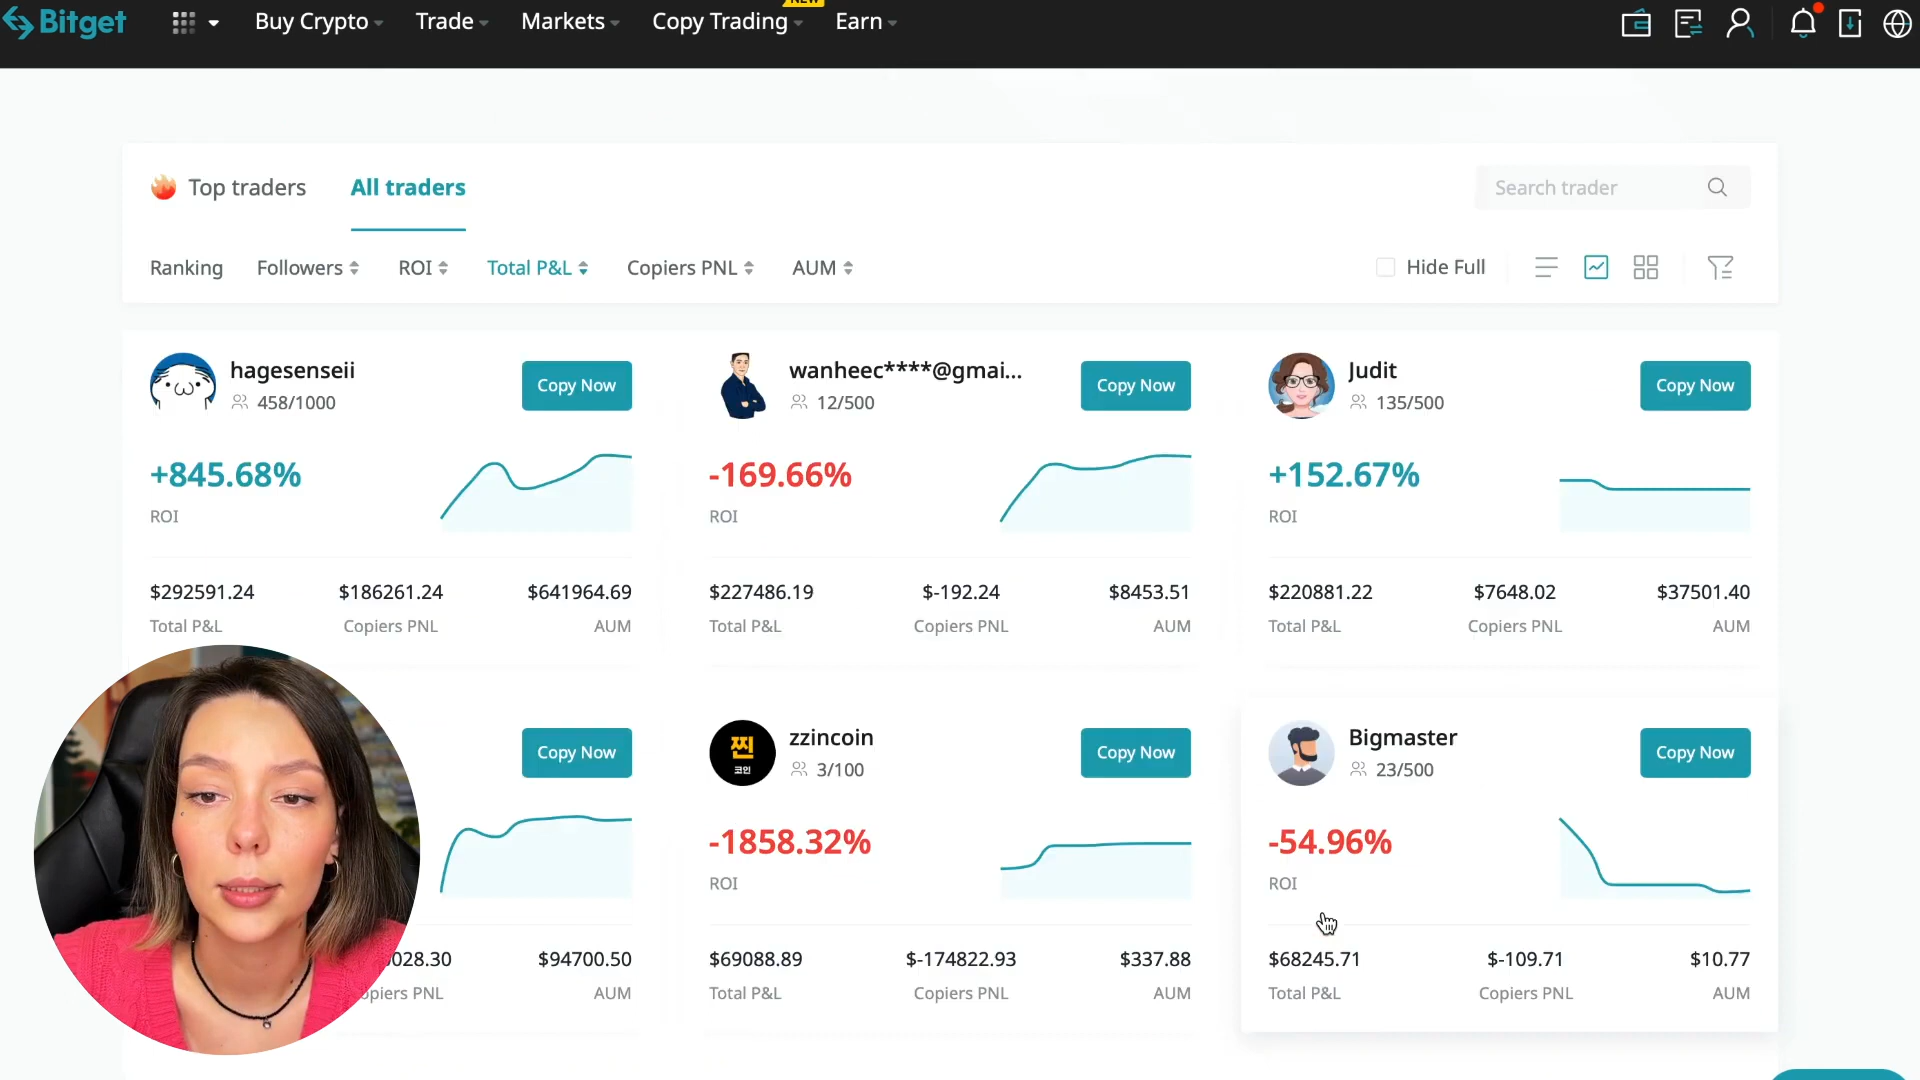 Bitget
Buy Crypto
Trade
Markets
Copy Trading
NEW
Earn
Top traders
All traders
Search trader
Ranking
Followers
ROI
Total P&L
Copiers PNL
AUM
Hide Full
hagesenseii
458/1000
Copy Now
+845.68%
ROI
$292591.24
$186261.24
$641964.69
Total P&L
Copiers PNL
AUM
wanheec****@gmai...
12/500
Copy Now
-169.66%
ROI
$227486.19
$-192.24
$8453.51
Total P&L
Copiers PNL
AUM
Judit
135/500
Copy Now
+152.67%
ROI
$220881.22
$7648.02
$37501.40
Total P&L
Copiers PNL
AUM
Copy Now
028.30
$94700.50
opiers PNL
AUM
찐
코인
zzincoin
3/100
Copy Now
-1858.32%
ROI
$69088.89
$-174822.93
$337.88
Total P&L
Copiers PNL
AUM
Bigmaster
23/500
Copy Now
-54.96%
ROI
$68245.71
$-109.71
$10.77
Total P&L
Copiers PNL
AUM